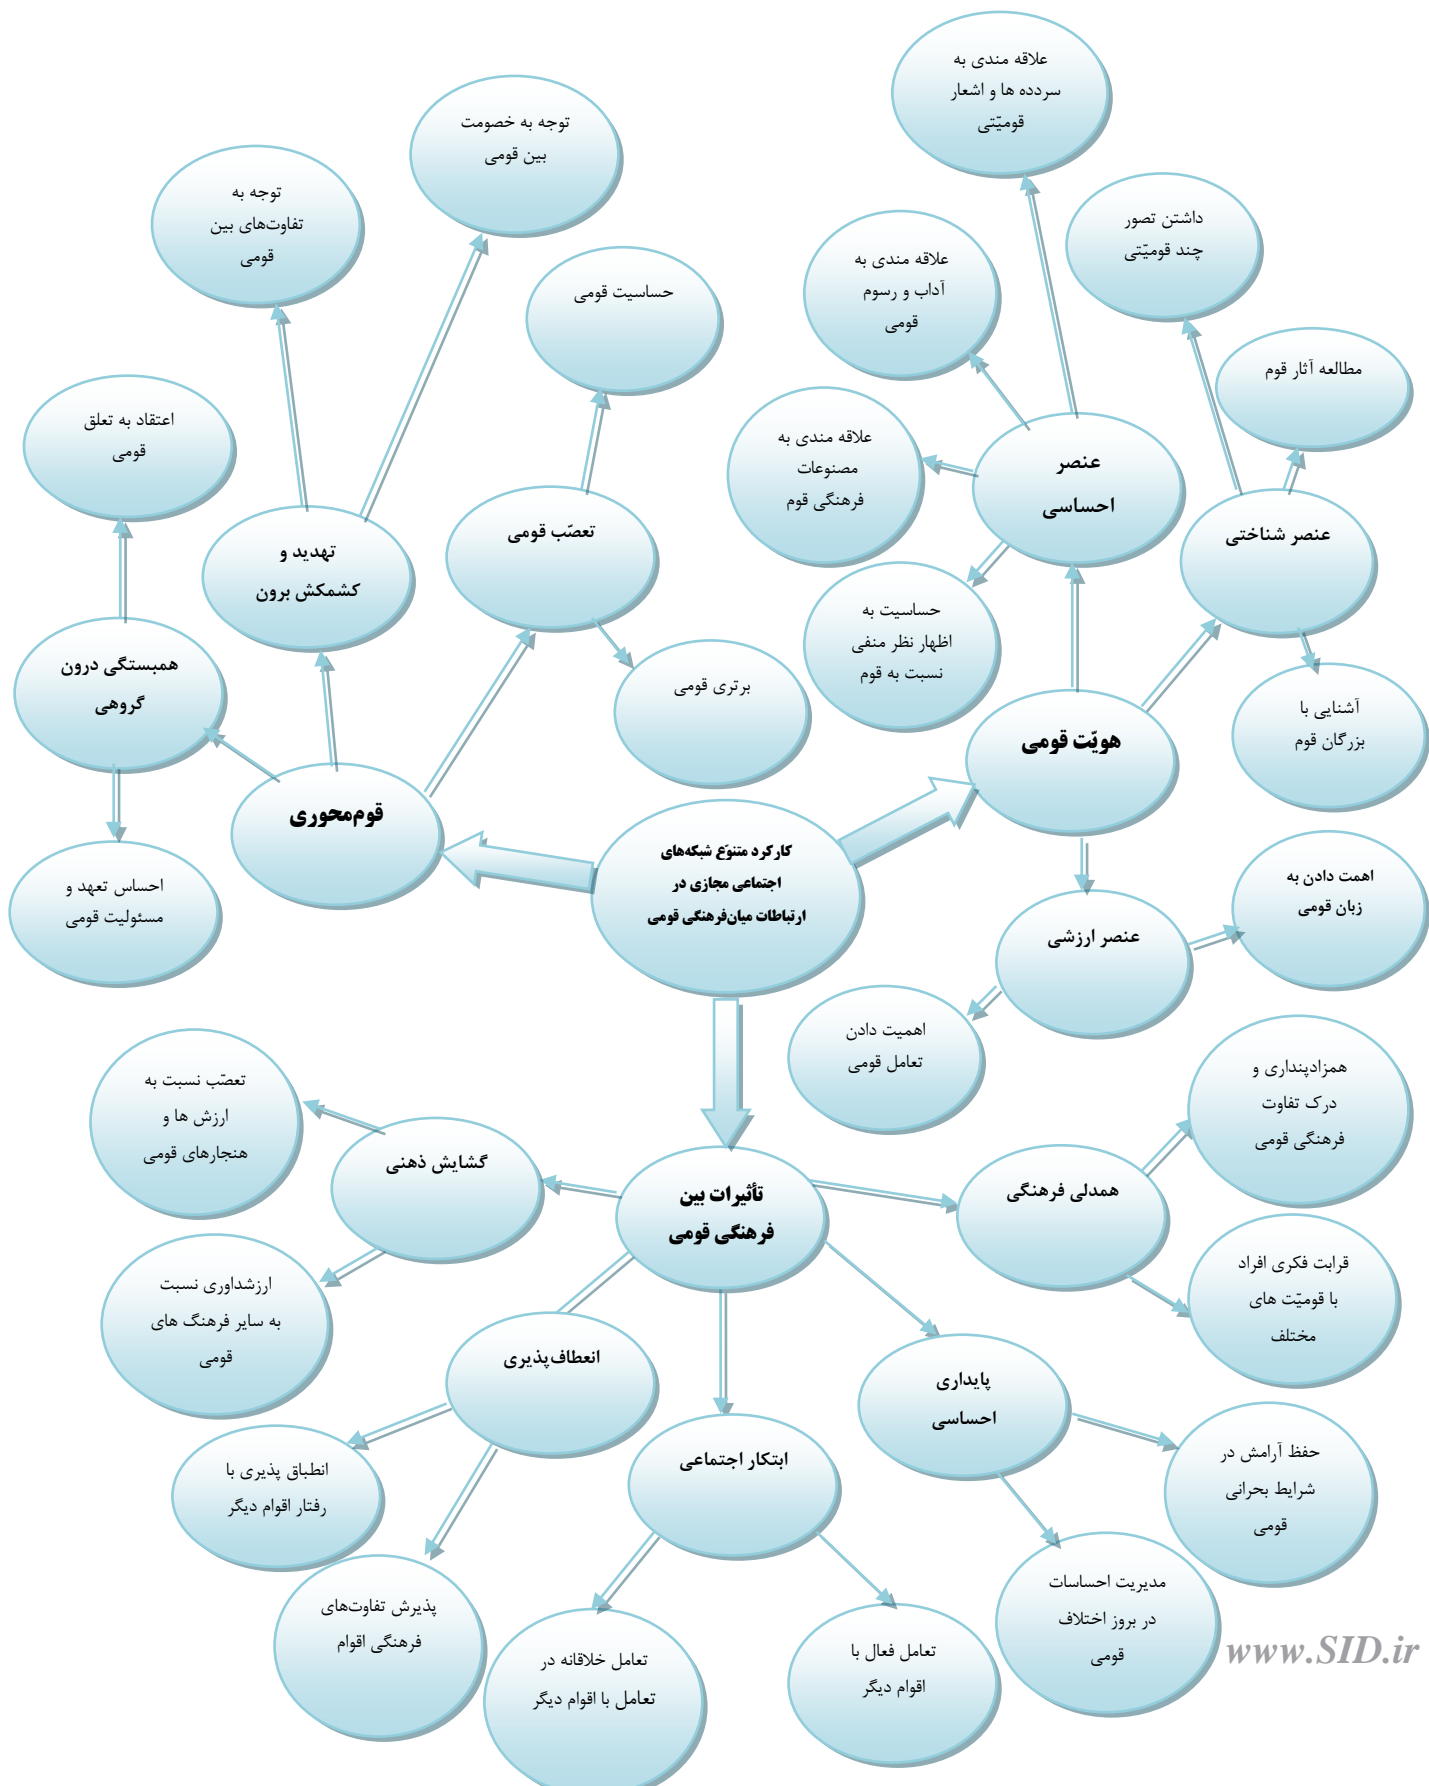 علاقه مندی به
سردده ها و اشعار
قومیّتی
توجه به خصومت
بین قومی
توجه به
تفاوت‌های بین
قومی
داشتن تصور
چند قومیّتی
علاقه مندی به
آداب و رسوم
قومی
حساسیت قومی
مطالعه آثار قوم
اعتقاد به تعلق
قومی
علاقه مندی به
مصنوعات
فرهنگی قوم
عنصر
احساسی
عنصر شناختی
تعصّب قومی
تهدید و
کشمکش برون
حساسیت به
اظهار نظر منفی
نسبت به قوم
همبستگی درون
گروهی
برتری قومی
آشنایی با
بزرگان قوم
هویّت قومی
قوم‌محوری
کارکرد متنوّع شبکه‌های
اجتماعی مجازی در
ارتباطات میان‌فرهنگی قومی
احساس تعهد و
مسئولیت قومی
اهمت دادن به
زبان قومی
عنصر ارزشی
اهمیت دادن
تعامل قومی
همزادپنداری و
درک تفاوت
فرهنگی قومی
تعصّب نسبت به
ارزش ها و
هنجارهای قومی
گشایش ذهنی
تأثیرات بین
فرهنگی قومی
همدلی فرهنگی
قرابت فکری افراد
با قومیّت های
مختلف
ارزشداوری نسبت
به سایر فرهنگ های
قومی
انعطاف‌پذیری
پایداری
احساسی
ابتکار اجتماعی
حفظ آرامش در
شرایط بحرانی
قومی
انطباق پذیری با
رفتار اقوام دیگر
مدیریت احساسات
در بروز اختلاف
قومی
پذیرش تفاوت‌های
فرهنگی اقوام
تعامل خلاقانه در
تعامل با اقوام دیگر
تعامل فعال با
اقوام دیگر
www.SID.ir